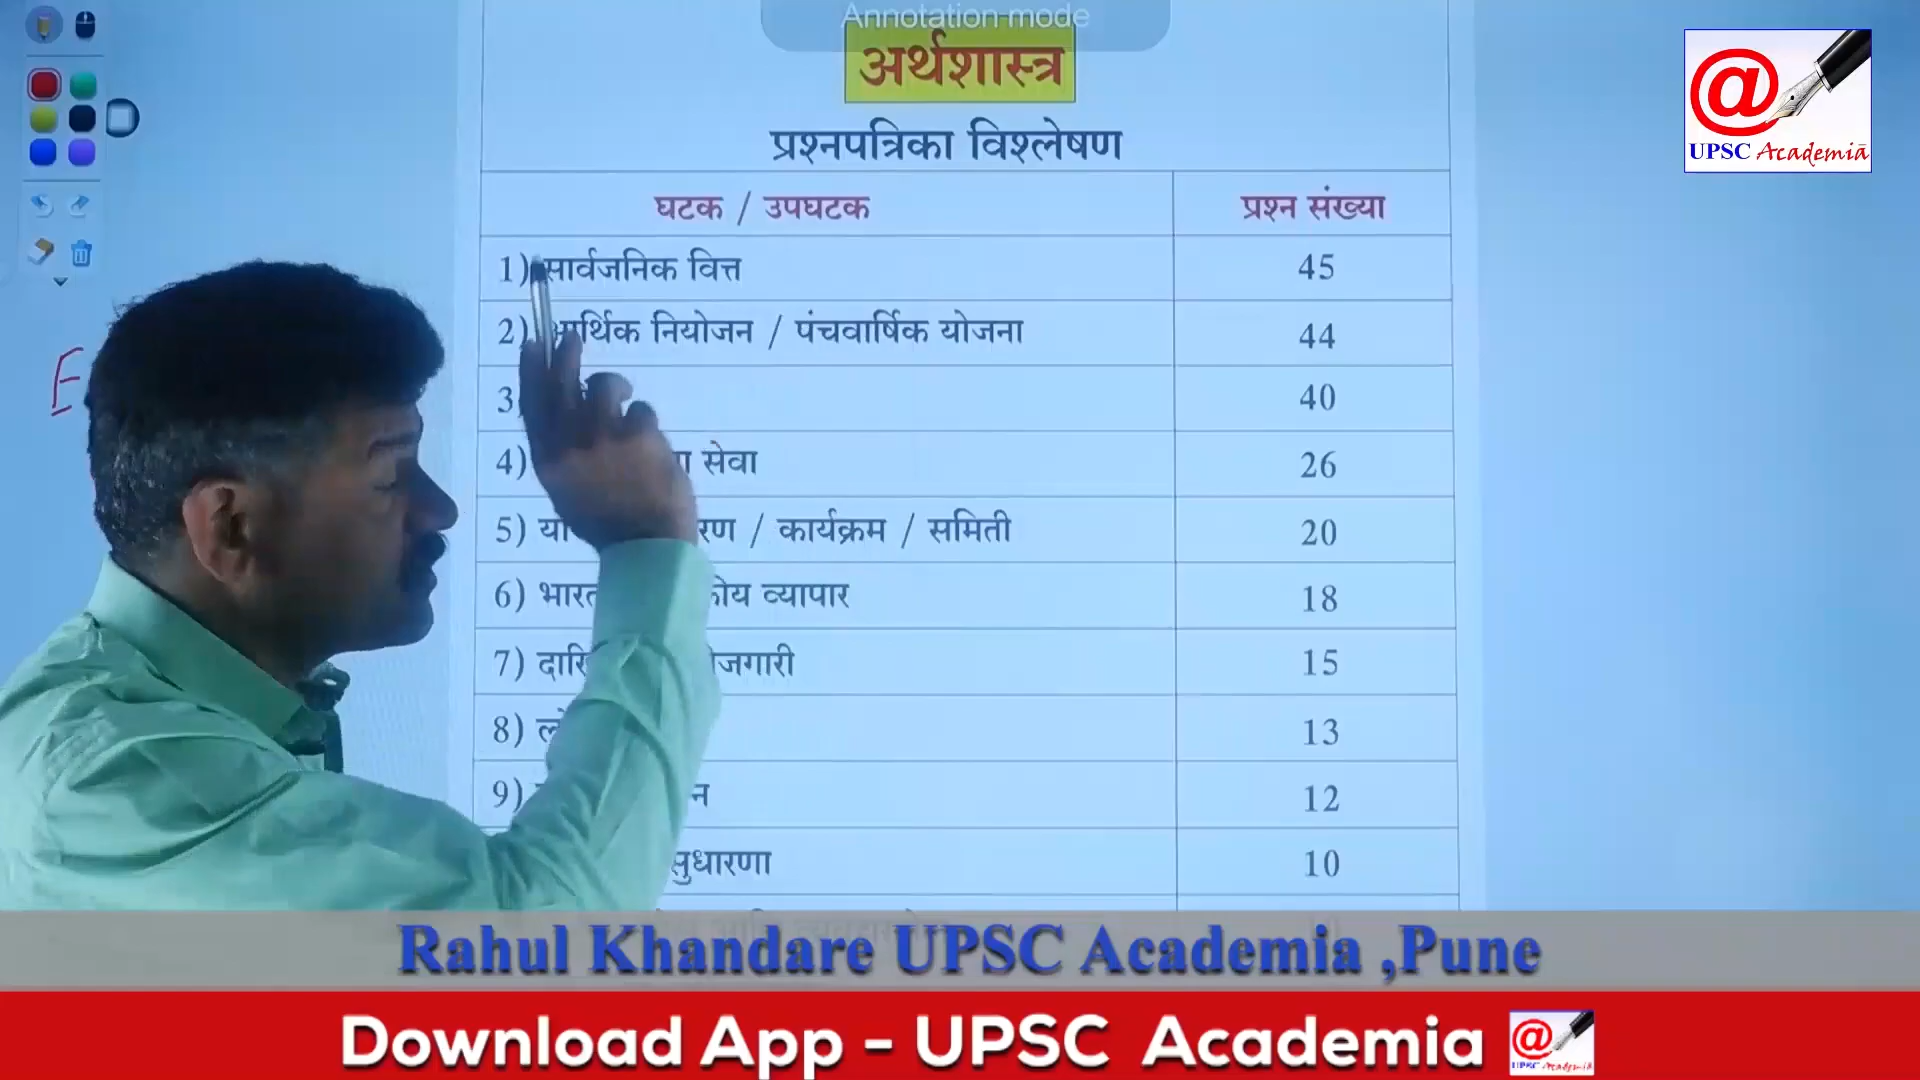 Annotation mode
अर्थशास्त्र
प्रश्नपत्रिका विश्लेषण
घटक / उपघटक प्रश्न संख्या
1) सार्वजनिक वित्त 45
2) आर्थिक नियोजन / पंचवार्षिक योजना 44
3 40
4) सेवा 26
5) / कार्यक्रम / समिती 20
6) व्यापार 18
7) 15
8) 13
9) 12
सुधारणा 10
E
@
UPSC Academia
Rahul Khandare UPSC Academia ,Pune
Download App - UPSC Academia